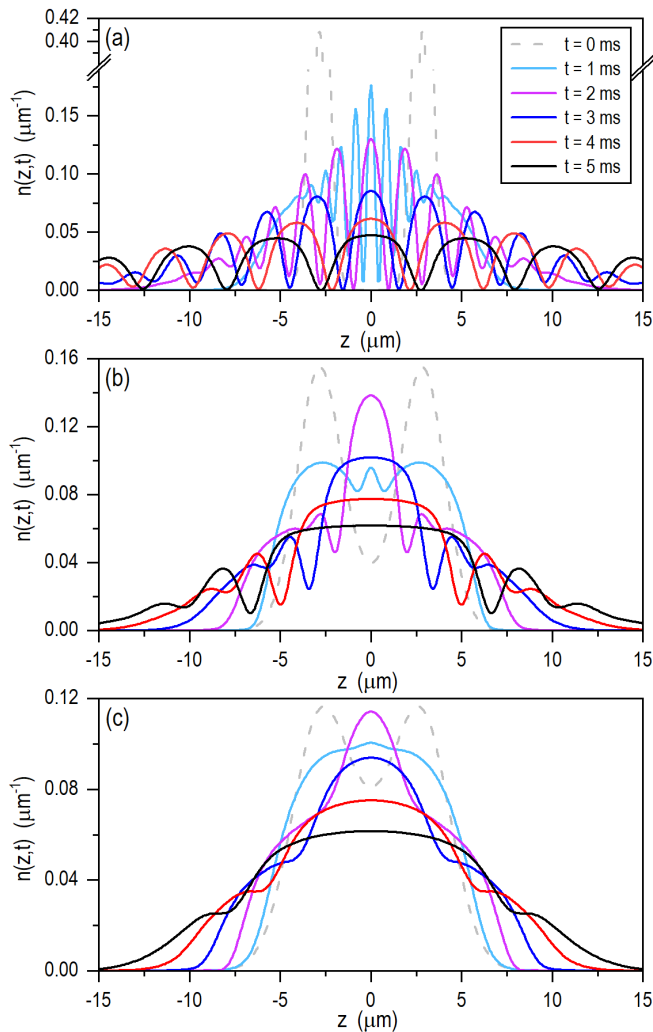 (a)
n(z,t) (μm⁻¹)
0.42
0.40
0.15
0.10
0.05
0.00
t = 0 ms
t = 1 ms
t = 2 ms
t = 3 ms
t = 4 ms
t = 5 ms
-15 -10 -5 0 5 10 15
z (μm)
(b)
n(z,t) (μm⁻¹)
0.16
0.12
0.08
0.04
0.00
-15 -10 -5 0 5 10 15
z (μm)
(c)
n(z,t) (μm⁻¹)
0.12
0.08
0.04
0.00
-15 -10 -5 0 5 10 15
z (μm)